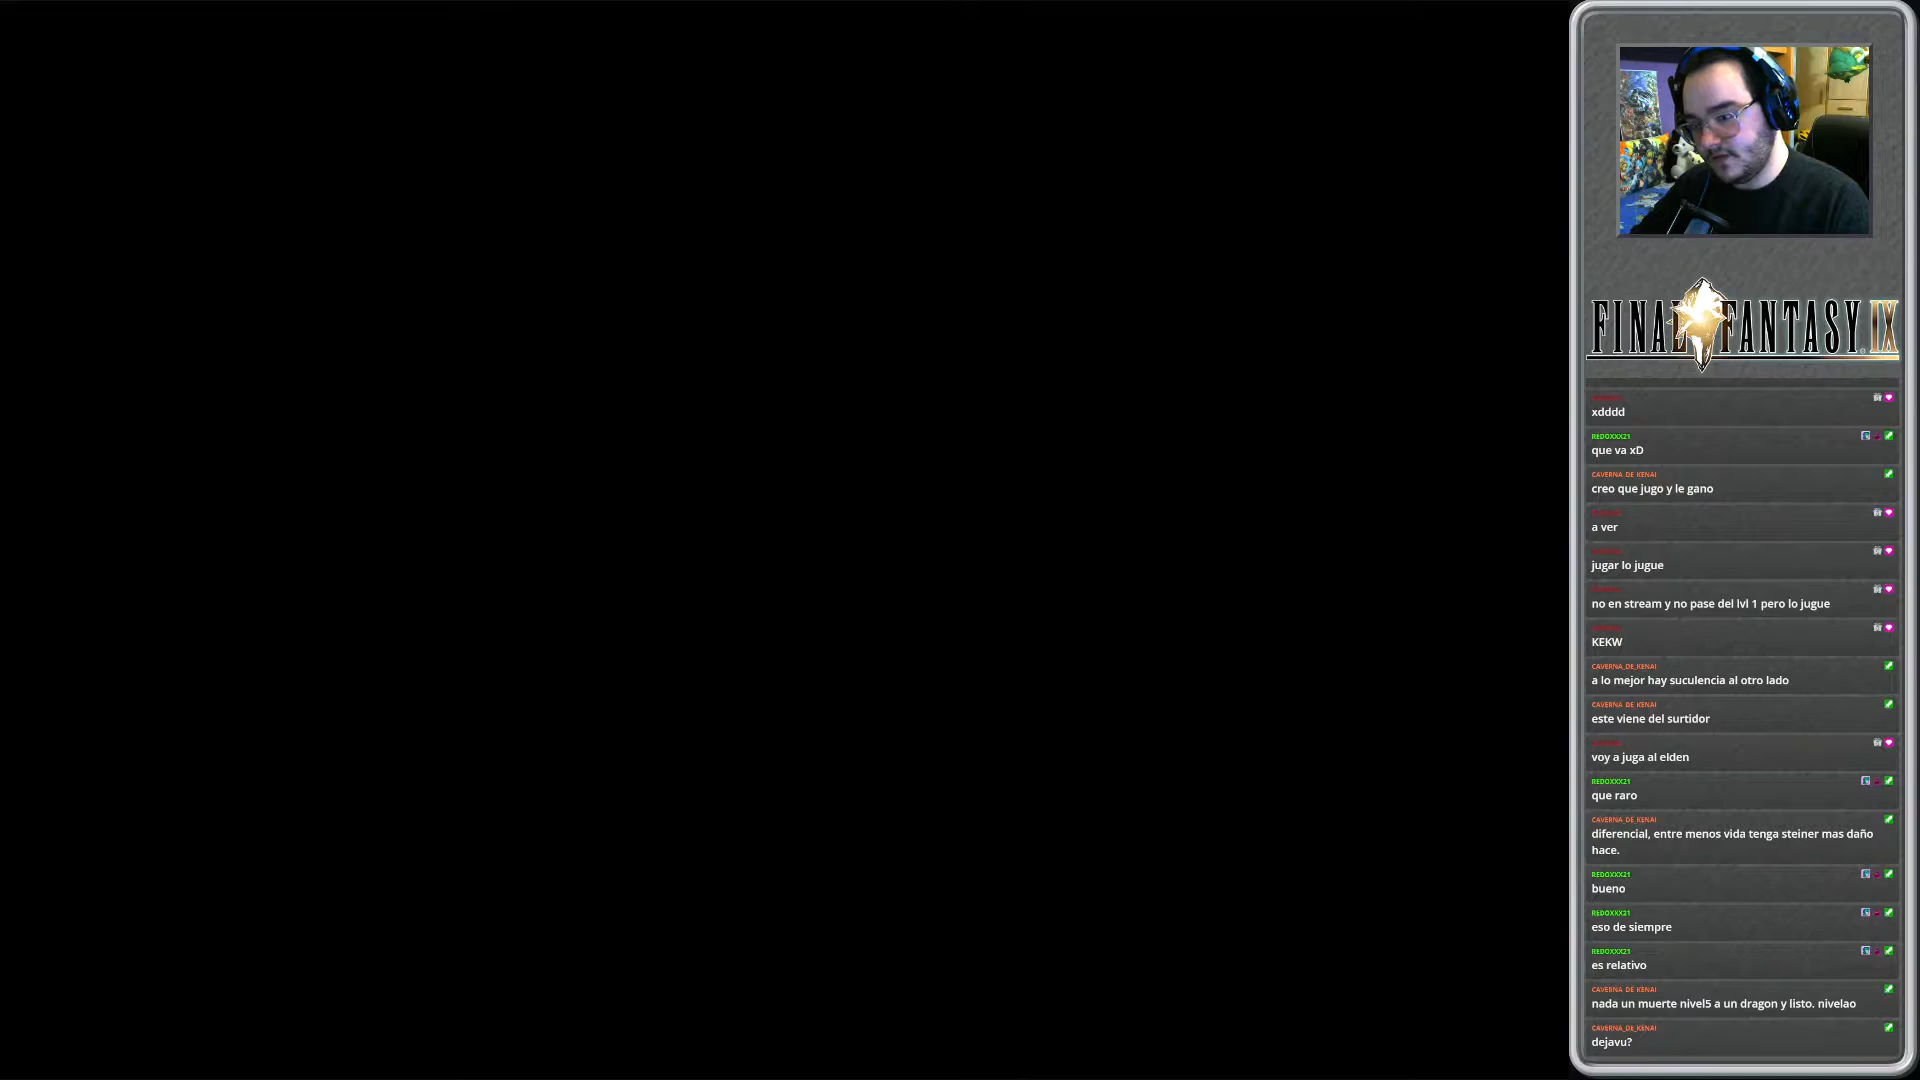 FINAL FANTASY IX
xdddd
REDOXXX21
que va xD
CAVERNA_DE_KENAI
creo que jugo y le gano
a ver
jugar lo jugue
no en stream y no pase del lvl 1 pero lo jugue
KEKW
CAVERNA_DE_KENAI
a lo mejor hay suculencia al otro lado
CAVERNA_DE_KENAI
este viene del surtidor
voy a juga al elden
REDOXXX21
que raro
CAVERNA_DE_KENAI
diferencial, entre menos vida tenga steiner mas daño
hace.
REDOXXX21
bueno
REDOXXX21
eso de siempre
REDOXXX21
es relativo
CAVERNA_DE_KENAI
nada un muerte nivel5 a un dragon y listo. nivelao
CAVERNA_DE_KENAI
dejavu?